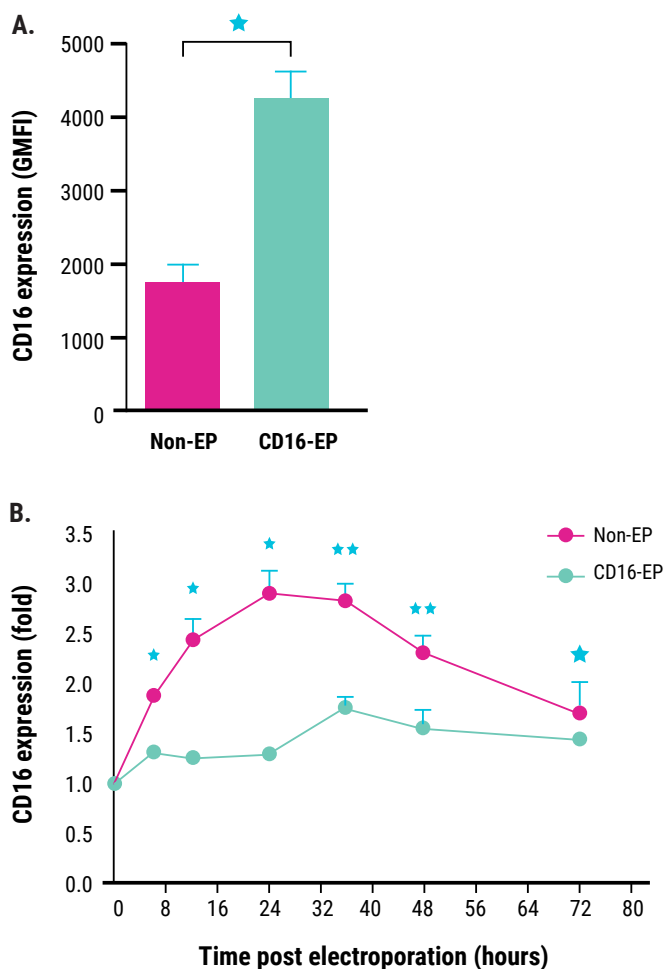 A.
CD16 expression (GMFI)
5000
4000
3000
2000
1000
0
Non-EP
CD16-EP
B.
CD16 expression (fold)
3.5
3.0
2.5
2.0
1.5
1.0
0.5
0.0
Non-EP
CD16-EP
0 8 16 24 32 40 48 56 64 72 80
Time post electroporation (hours)